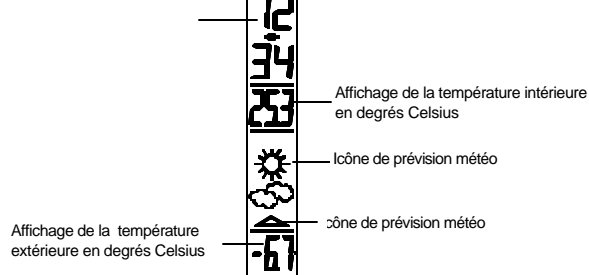 12
34
Affichage de la température intérieure
en degrés Celsius
Icône de prévision météo
cône de prévision météo
Affichage de la température
extérieure en degrés Celsius